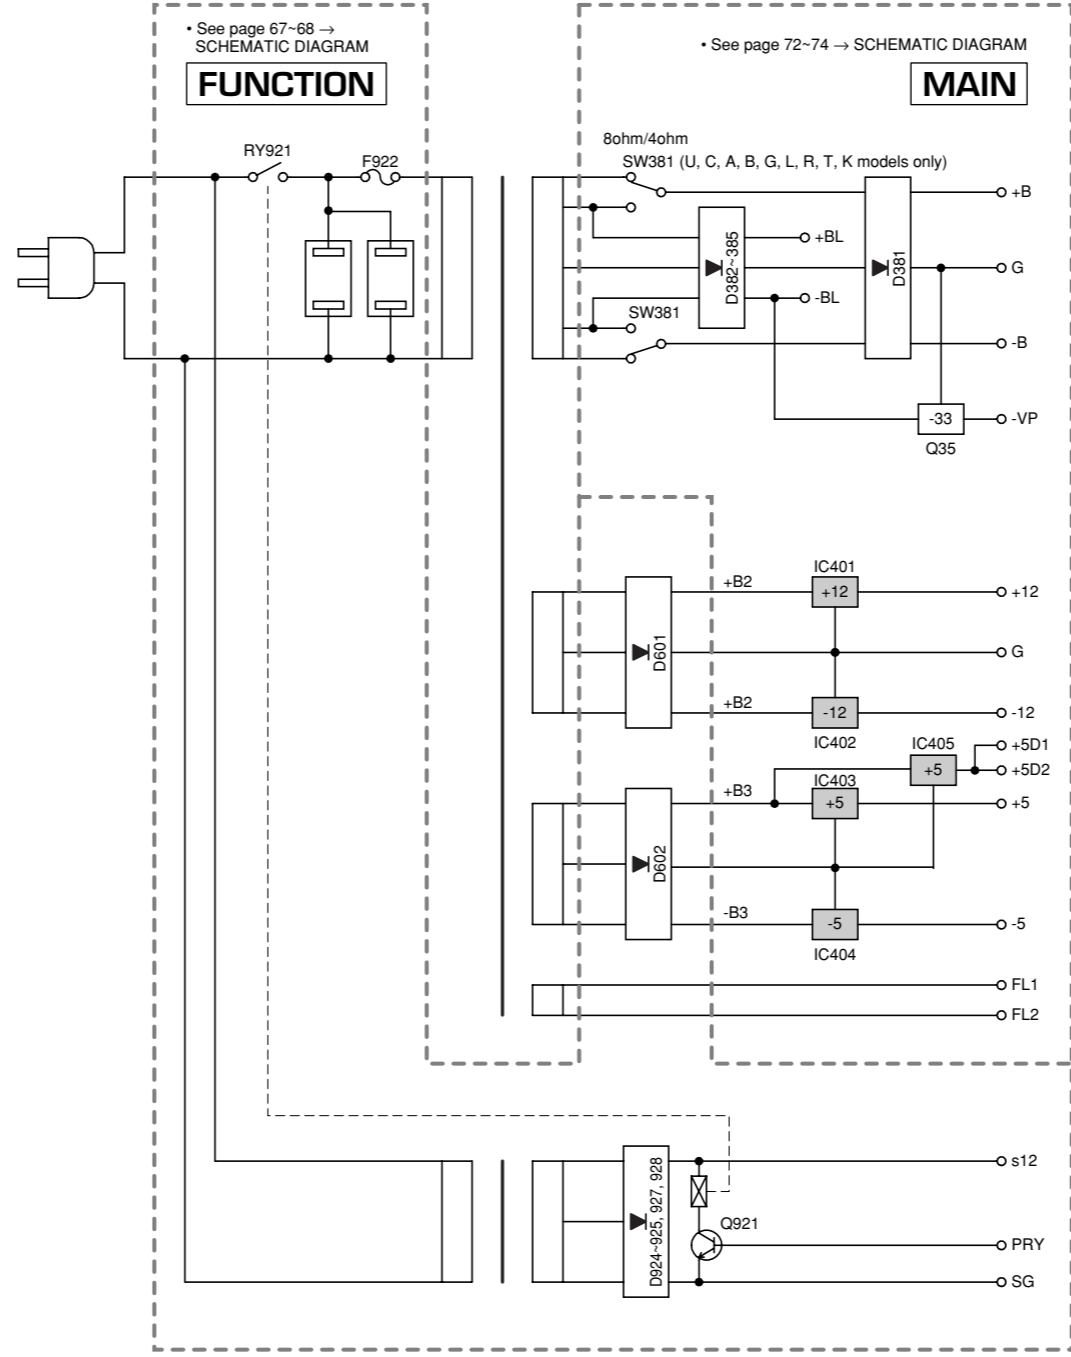 • See page 67~68 →
SCHEMATIC DIAGRAM
FUNCTION
• See page 72~74 → SCHEMATIC DIAGRAM
MAIN
RY921
F922
8ohm/4ohm
SW381 (U, C, A, B, G, L, R, T, K models only)
+B
+BL
D382~385
D381
G
-BL
SW381
-B
-33
-VP
Q35
IC401
+B2
+12
+12
D601
G
+B2
-12
-12
IC402
IC405
+5D1
+5
+5D2
+B3
IC403
+5
+5
D602
-B3
-5
-5
IC404
FL1
FL2
D924~925, 927, 928
s12
Q921
PRY
SG